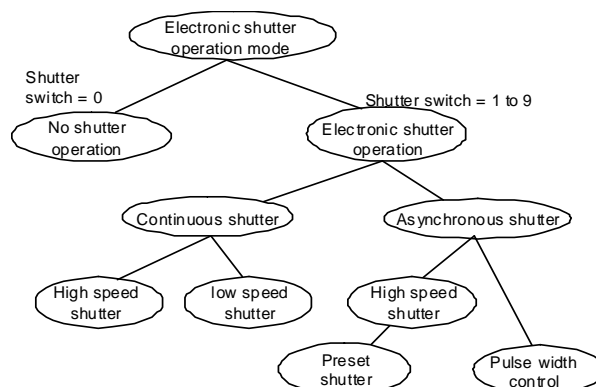 Electronic shutter
operation mode
Shutter
switch = 0
Shutter switch = 1 to 9
No shutter
operation
Electronic shutter
operation
Continuous shutter
Asynchronous shutter
High speed
shutter
low speed
shutter
High speed
shutter
Preset
shutter
Pulse width
control